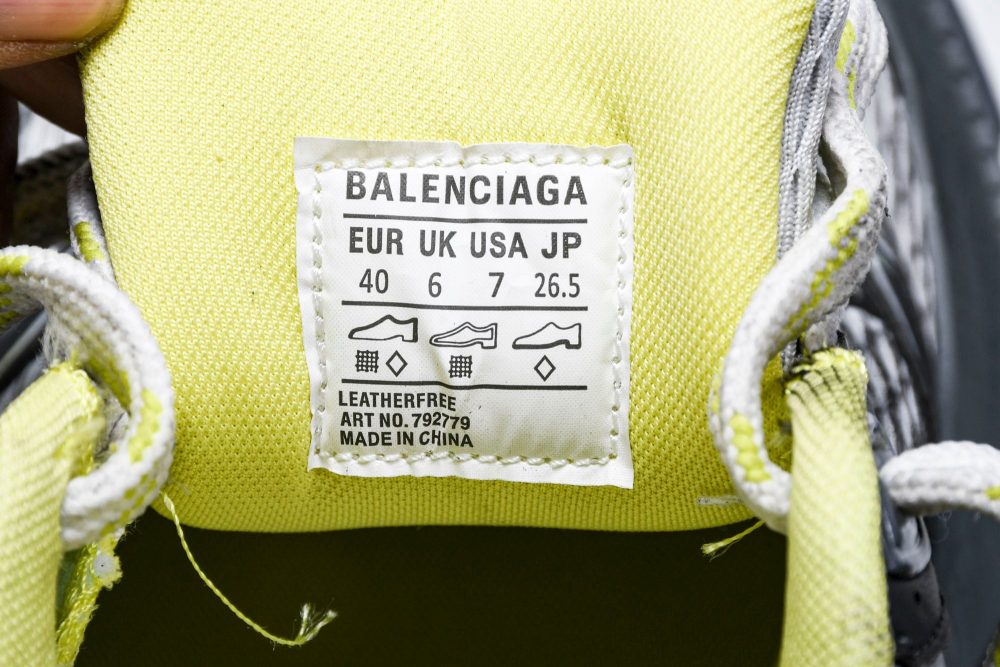 BALENCIAGA
EUR UK USA JP
40 6 7 26.5
LEATHERFREE
ART NO. 792779
MADE IN CHINA